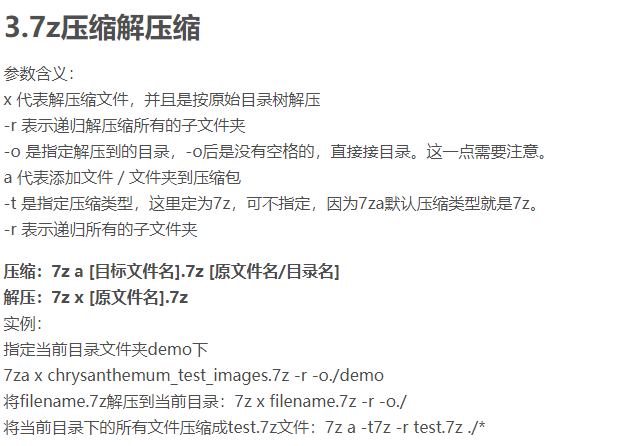 3.7z压缩解压缩
参数含义：
x 代表解压缩文件，并且是按原始目录树解压
-r 表示递归解压缩所有的子文件夹
-o 是指定解压到的目录，-o后是没有空格的，直接接目录。这一点需要注意。
a 代表添加文件 / 文件夹到压缩包
-t 是指定压缩类型，这里定为7z，可不指定，因为7za默认压缩类型就是7z。
-r 表示递归所有的子文件夹
压缩：7z a [目标文件名].7z [原文件名/目录名]
解压：7z x [原文件名].7z
实例：
指定当前目录文件夹demo下
7za x chrysanthemum_test_images.7z -r -o./demo
将filename.7z解压到当前目录：7z x filename.7z -r -o./
将当前目录下的所有文件压缩成test.7z文件：7z a -t7z -r test.7z ./*